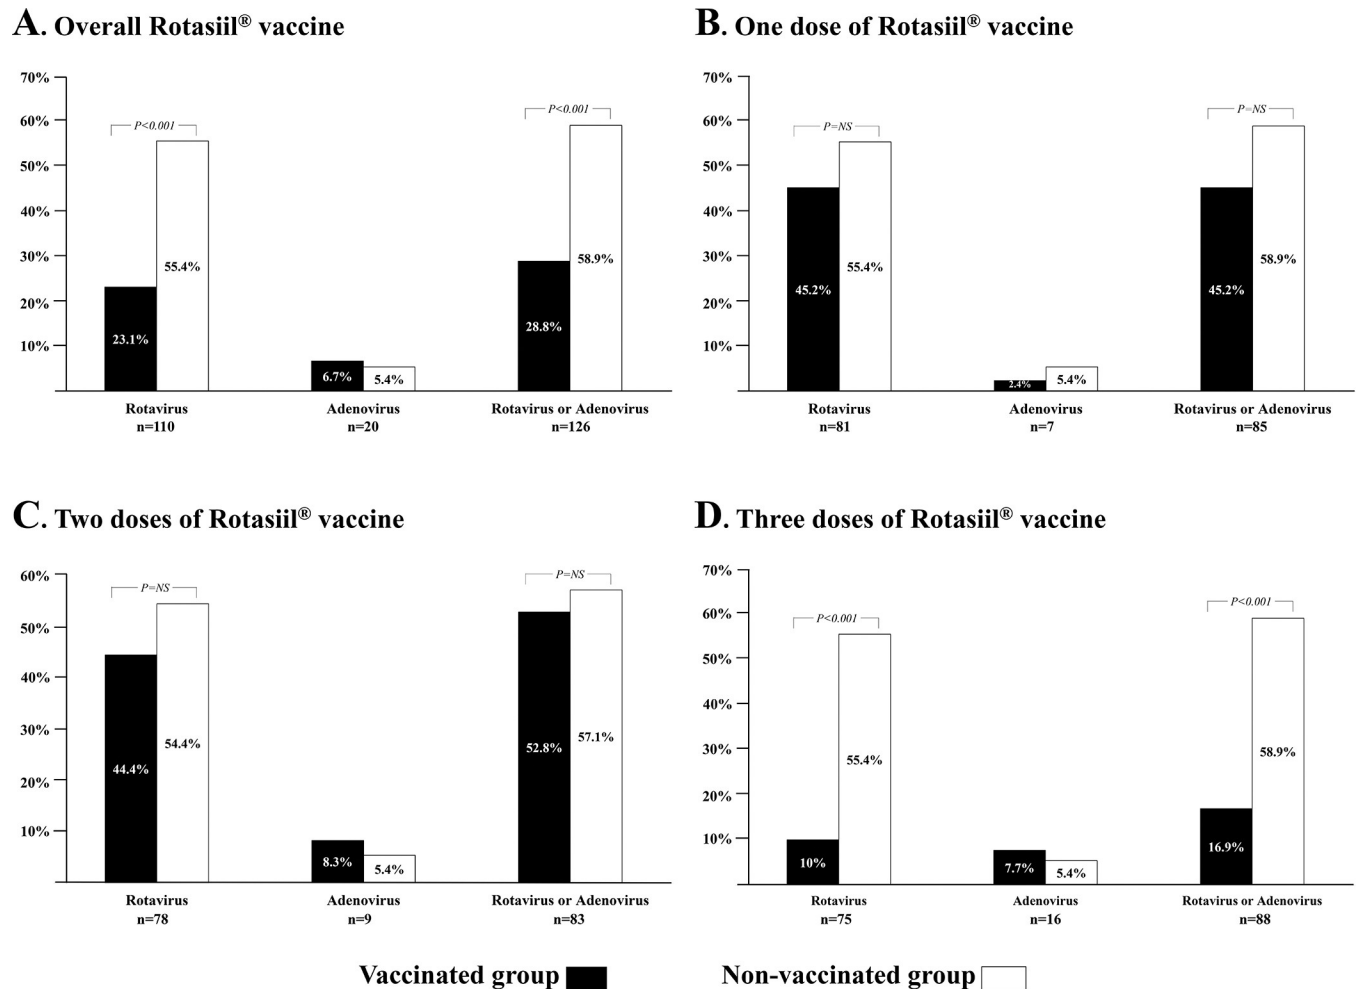 A. Overall Rotasiil® vaccine
70%
60%
50%
40%
30%
20%
10%
P<0.001
P<0.001
23.1%
55.4%
6.7%
5.4%
28.8%
58.9%
Rotavirus
n=110
Adenovirus
n=20
Rotavirus or Adenovirus
n=126
B. One dose of Rotasiil® vaccine
70%
60%
50%
40%
30%
20%
10%
P=NS
P=NS
45.2%
55.4%
2.4%
5.4%
45.2%
58.9%
Rotavirus
n=81
Adenovirus
n=7
Rotavirus or Adenovirus
n=85
C. Two doses of Rotasiil® vaccine
60%
50%
40%
30%
20%
10%
P=NS
P=NS
44.4%
54.4%
8.3%
5.4%
52.8%
57.1%
Rotavirus
n=78
Adenovirus
n=9
Rotavirus or Adenovirus
n=83
D. Three doses of Rotasiil® vaccine
70%
60%
50%
40%
30%
20%
10%
P<0.001
P<0.001
10%
55.4%
7.7%
5.4%
16.9%
58.9%
Rotavirus
n=75
Adenovirus
n=16
Rotavirus or Adenovirus
n=88
Vaccinated group
Non-vaccinated group